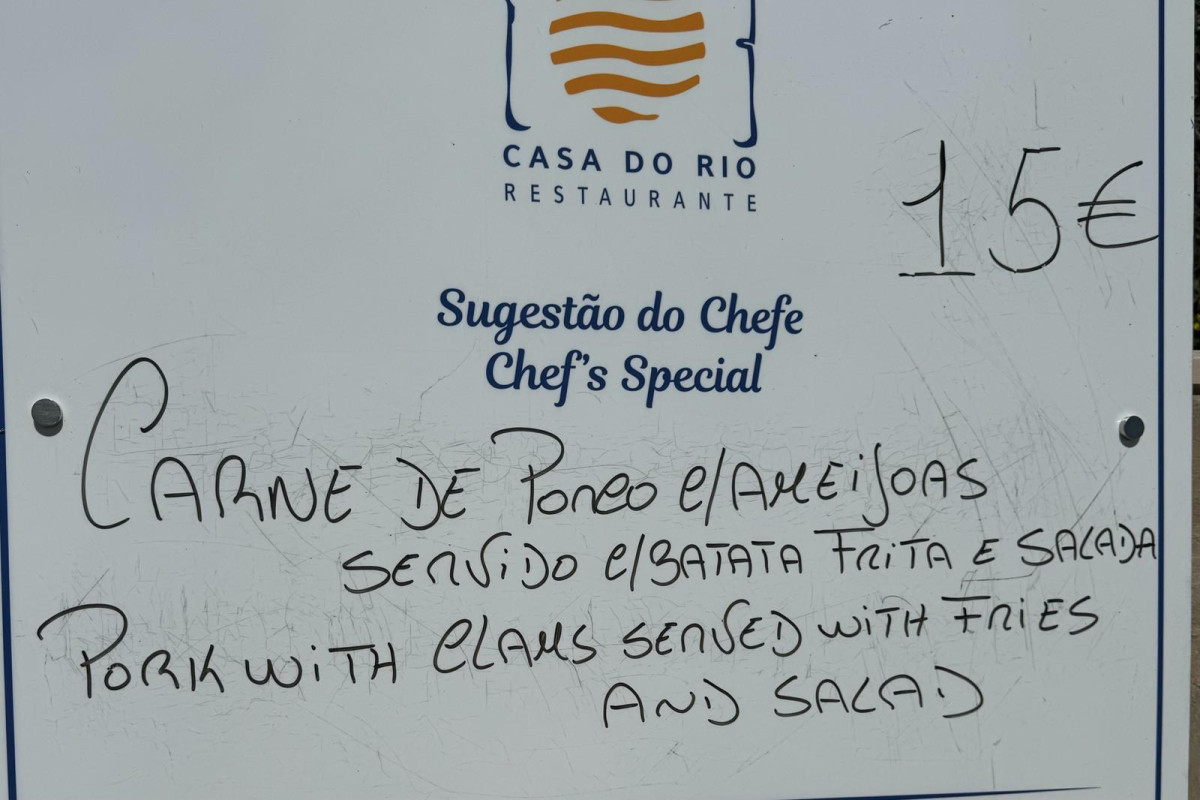 CASA DO RIO
RESTAURANTE
15€
Sugestão do Chefe
Chef's Special
CARNE DE PORCO C/AMEIJOAS
SERVIDO C/BATATA FRITA E SALADA
PORK WITH CLAMS SERVED WITH FRIES
AND SALAD